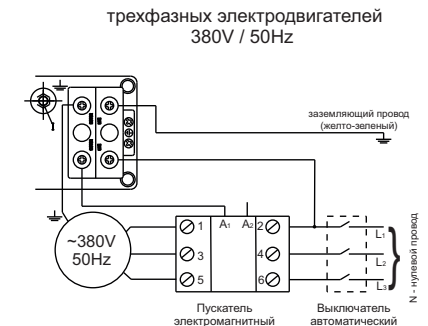 трехфазных электродвигателей
380V / 50Hz
заземляющий провод
(желто-зеленый)
1 A1 A2 2
3 4
5 6
~380V
50Hz
L1
L2
L3
N - нулевой провод
Пускатель
электромагнитный
Выключатель
автоматический